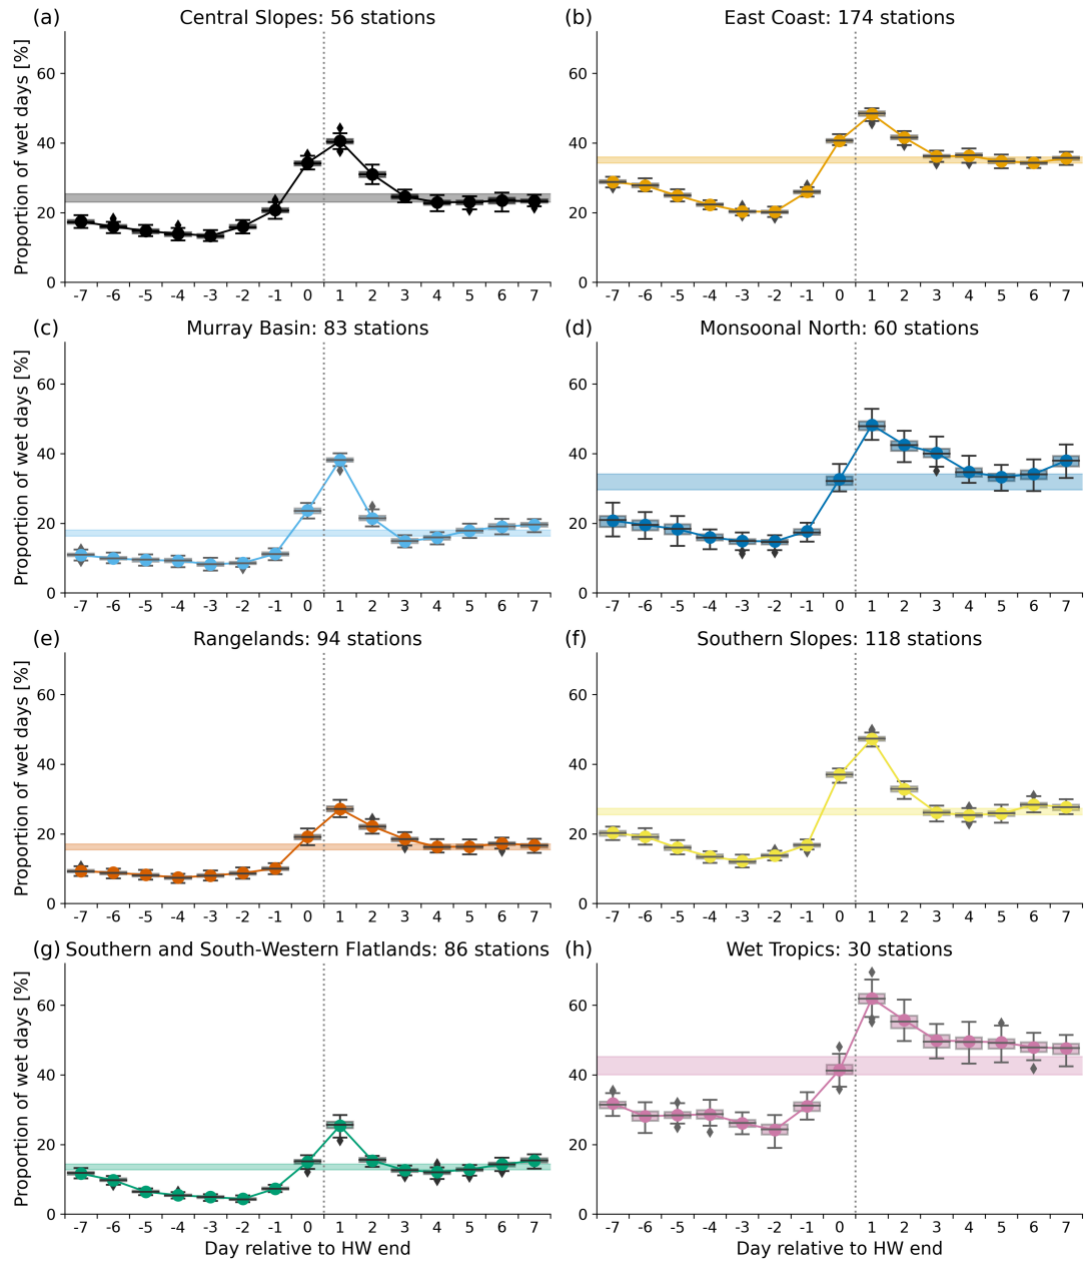 (a) Central Slopes: 56 stations
Proportion of wet days [%]
60
40
20
0
-7 -6 -5 -4 -3 -2 -1 0 1 2 3 4 5 6 7
(b) East Coast: 174 stations
60
40
20
0
-7 -6 -5 -4 -3 -2 -1 0 1 2 3 4 5 6 7
(c) Murray Basin: 83 stations
Proportion of wet days [%]
60
40
20
0
-7 -6 -5 -4 -3 -2 -1 0 1 2 3 4 5 6 7
(d) Monsoonal North: 60 stations
60
40
20
0
-7 -6 -5 -4 -3 -2 -1 0 1 2 3 4 5 6 7
(e) Rangelands: 94 stations
Proportion of wet days [%]
60
40
20
0
-7 -6 -5 -4 -3 -2 -1 0 1 2 3 4 5 6 7
(f) Southern Slopes: 118 stations
60
40
20
0
-7 -6 -5 -4 -3 -2 -1 0 1 2 3 4 5 6 7
(g) Southern and South-Western Flatlands: 86 stations
Proportion of wet days [%]
60
40
20
0
-7 -6 -5 -4 -3 -2 -1 0 1 2 3 4 5 6 7
Day relative to HW end
(h) Wet Tropics: 30 stations
60
40
20
0
-7 -6 -5 -4 -3 -2 -1 0 1 2 3 4 5 6 7
Day relative to HW end